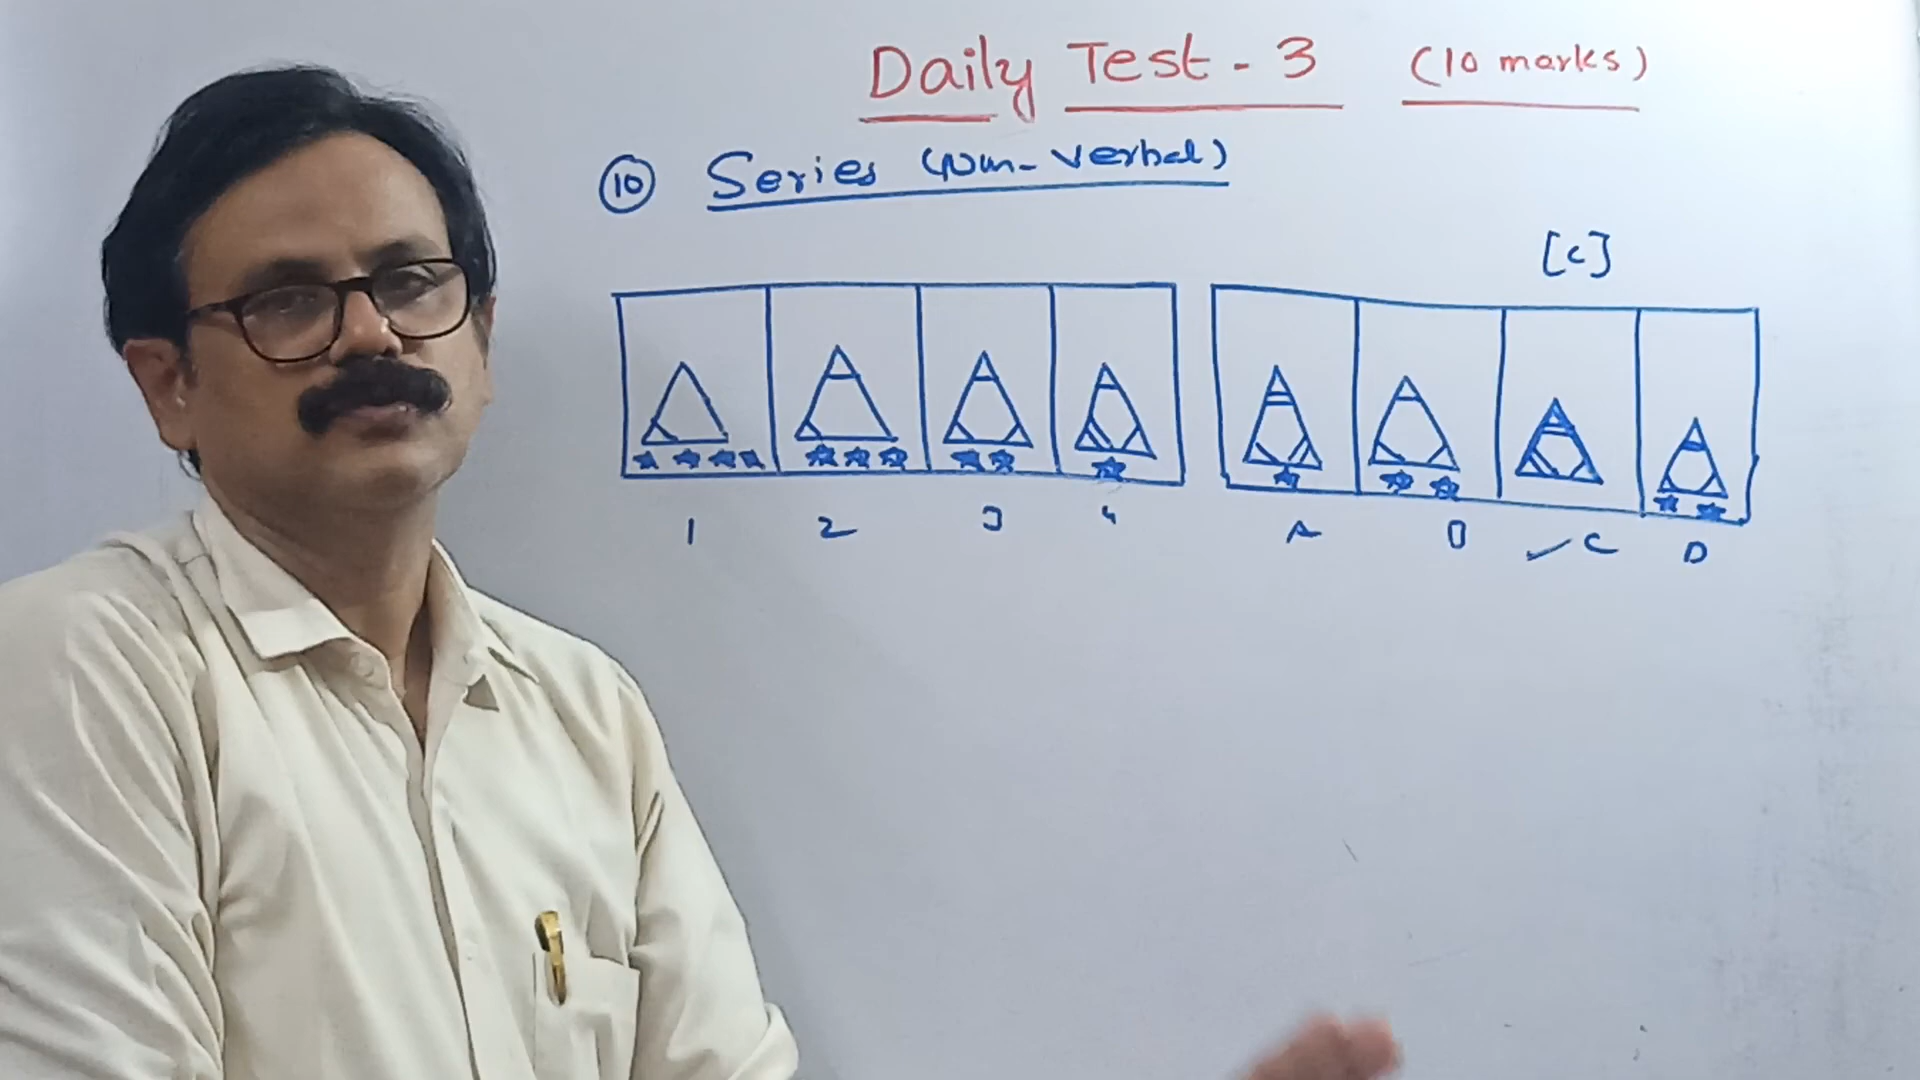 Daily Test - 3 (10 marks)
10 Series (Non-Verbal)
[C]
1 2 3 4 A B C D